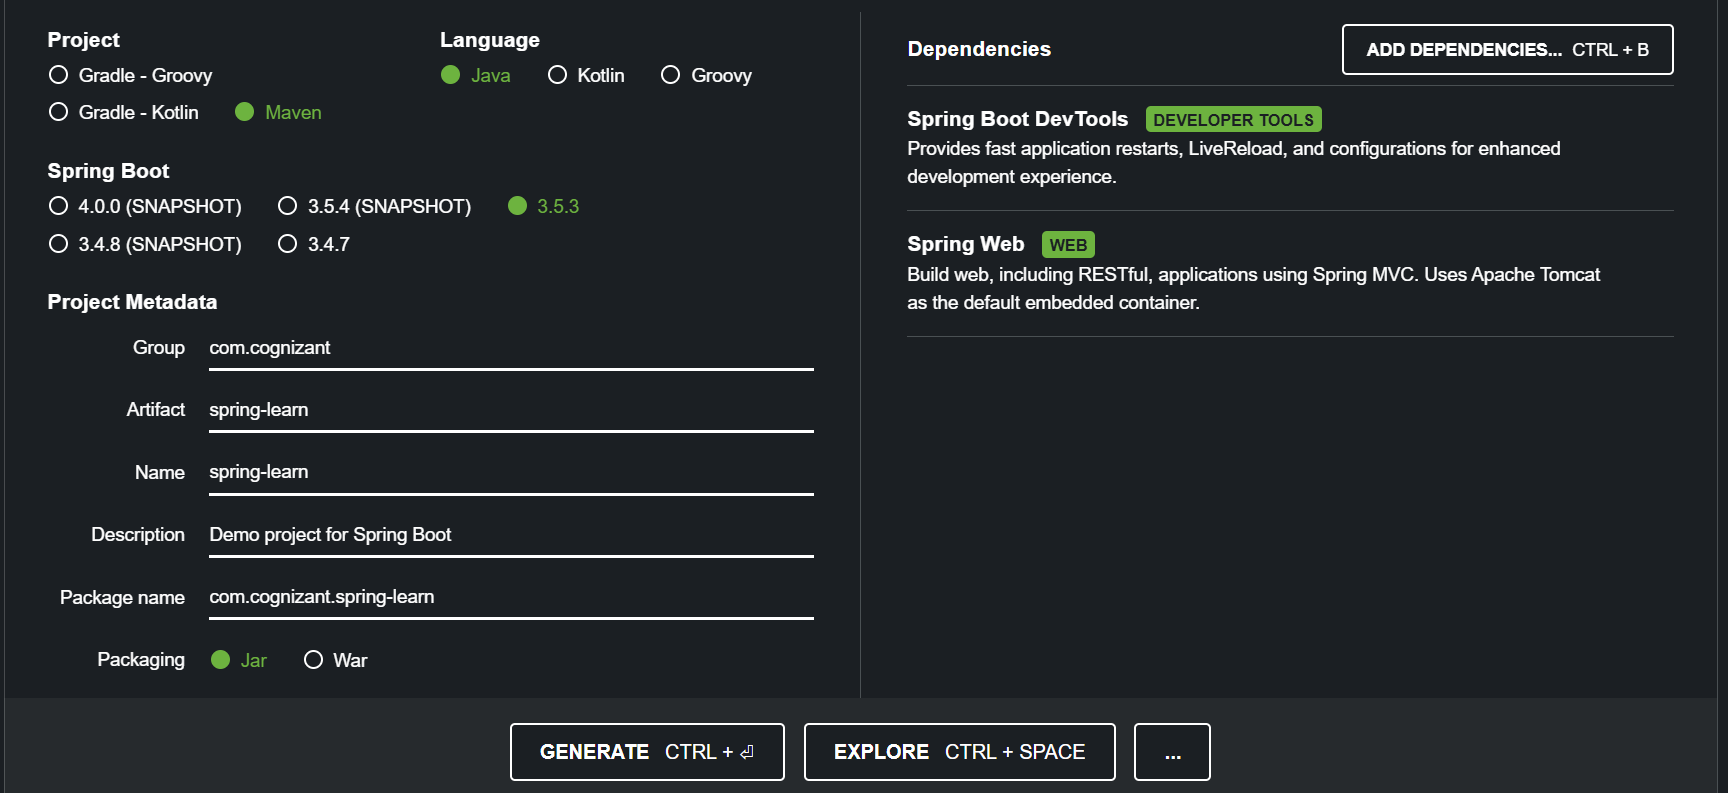 Project
Gradle - Groovy
Gradle - Kotlin Maven
Language
Java Kotlin Groovy
Spring Boot
4.0.0 (SNAPSHOT) 3.5.4 (SNAPSHOT) 3.5.3
3.4.8 (SNAPSHOT) 3.4.7
Project Metadata
Group com.cognizant
Artifact spring-learn
Name spring-learn
Description Demo project for Spring Boot
Package name com.cognizant.spring-learn
Packaging Jar War
Dependencies ADD DEPENDENCIES... CTRL + B
Spring Boot DevTools DEVELOPER TOOLS
Provides fast application restarts, LiveReload, and configurations for enhanced
development experience.
Spring Web WEB
Build web, including RESTful, applications using Spring MVC. Uses Apache Tomcat
as the default embedded container.
GENERATE CTRL + ⏎ EXPLORE CTRL + SPACE ...